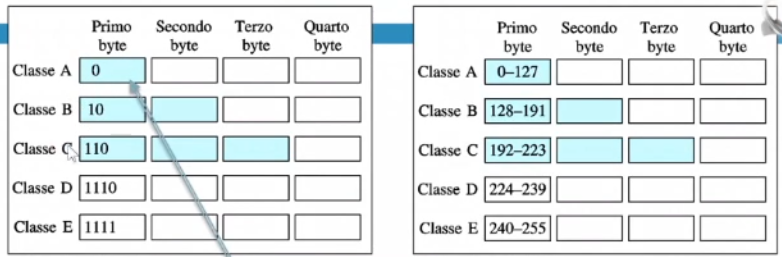 Primo byte Secondo byte Terzo byte Quarto byte
Classe A 0
Classe B 10
Classe C 110
Classe D 1110
Classe E 1111
Primo byte Secondo byte Terzo byte Quarto byte
Classe A 0–127
Classe B 128–191
Classe C 192–223
Classe D 224–239
Classe E 240–255